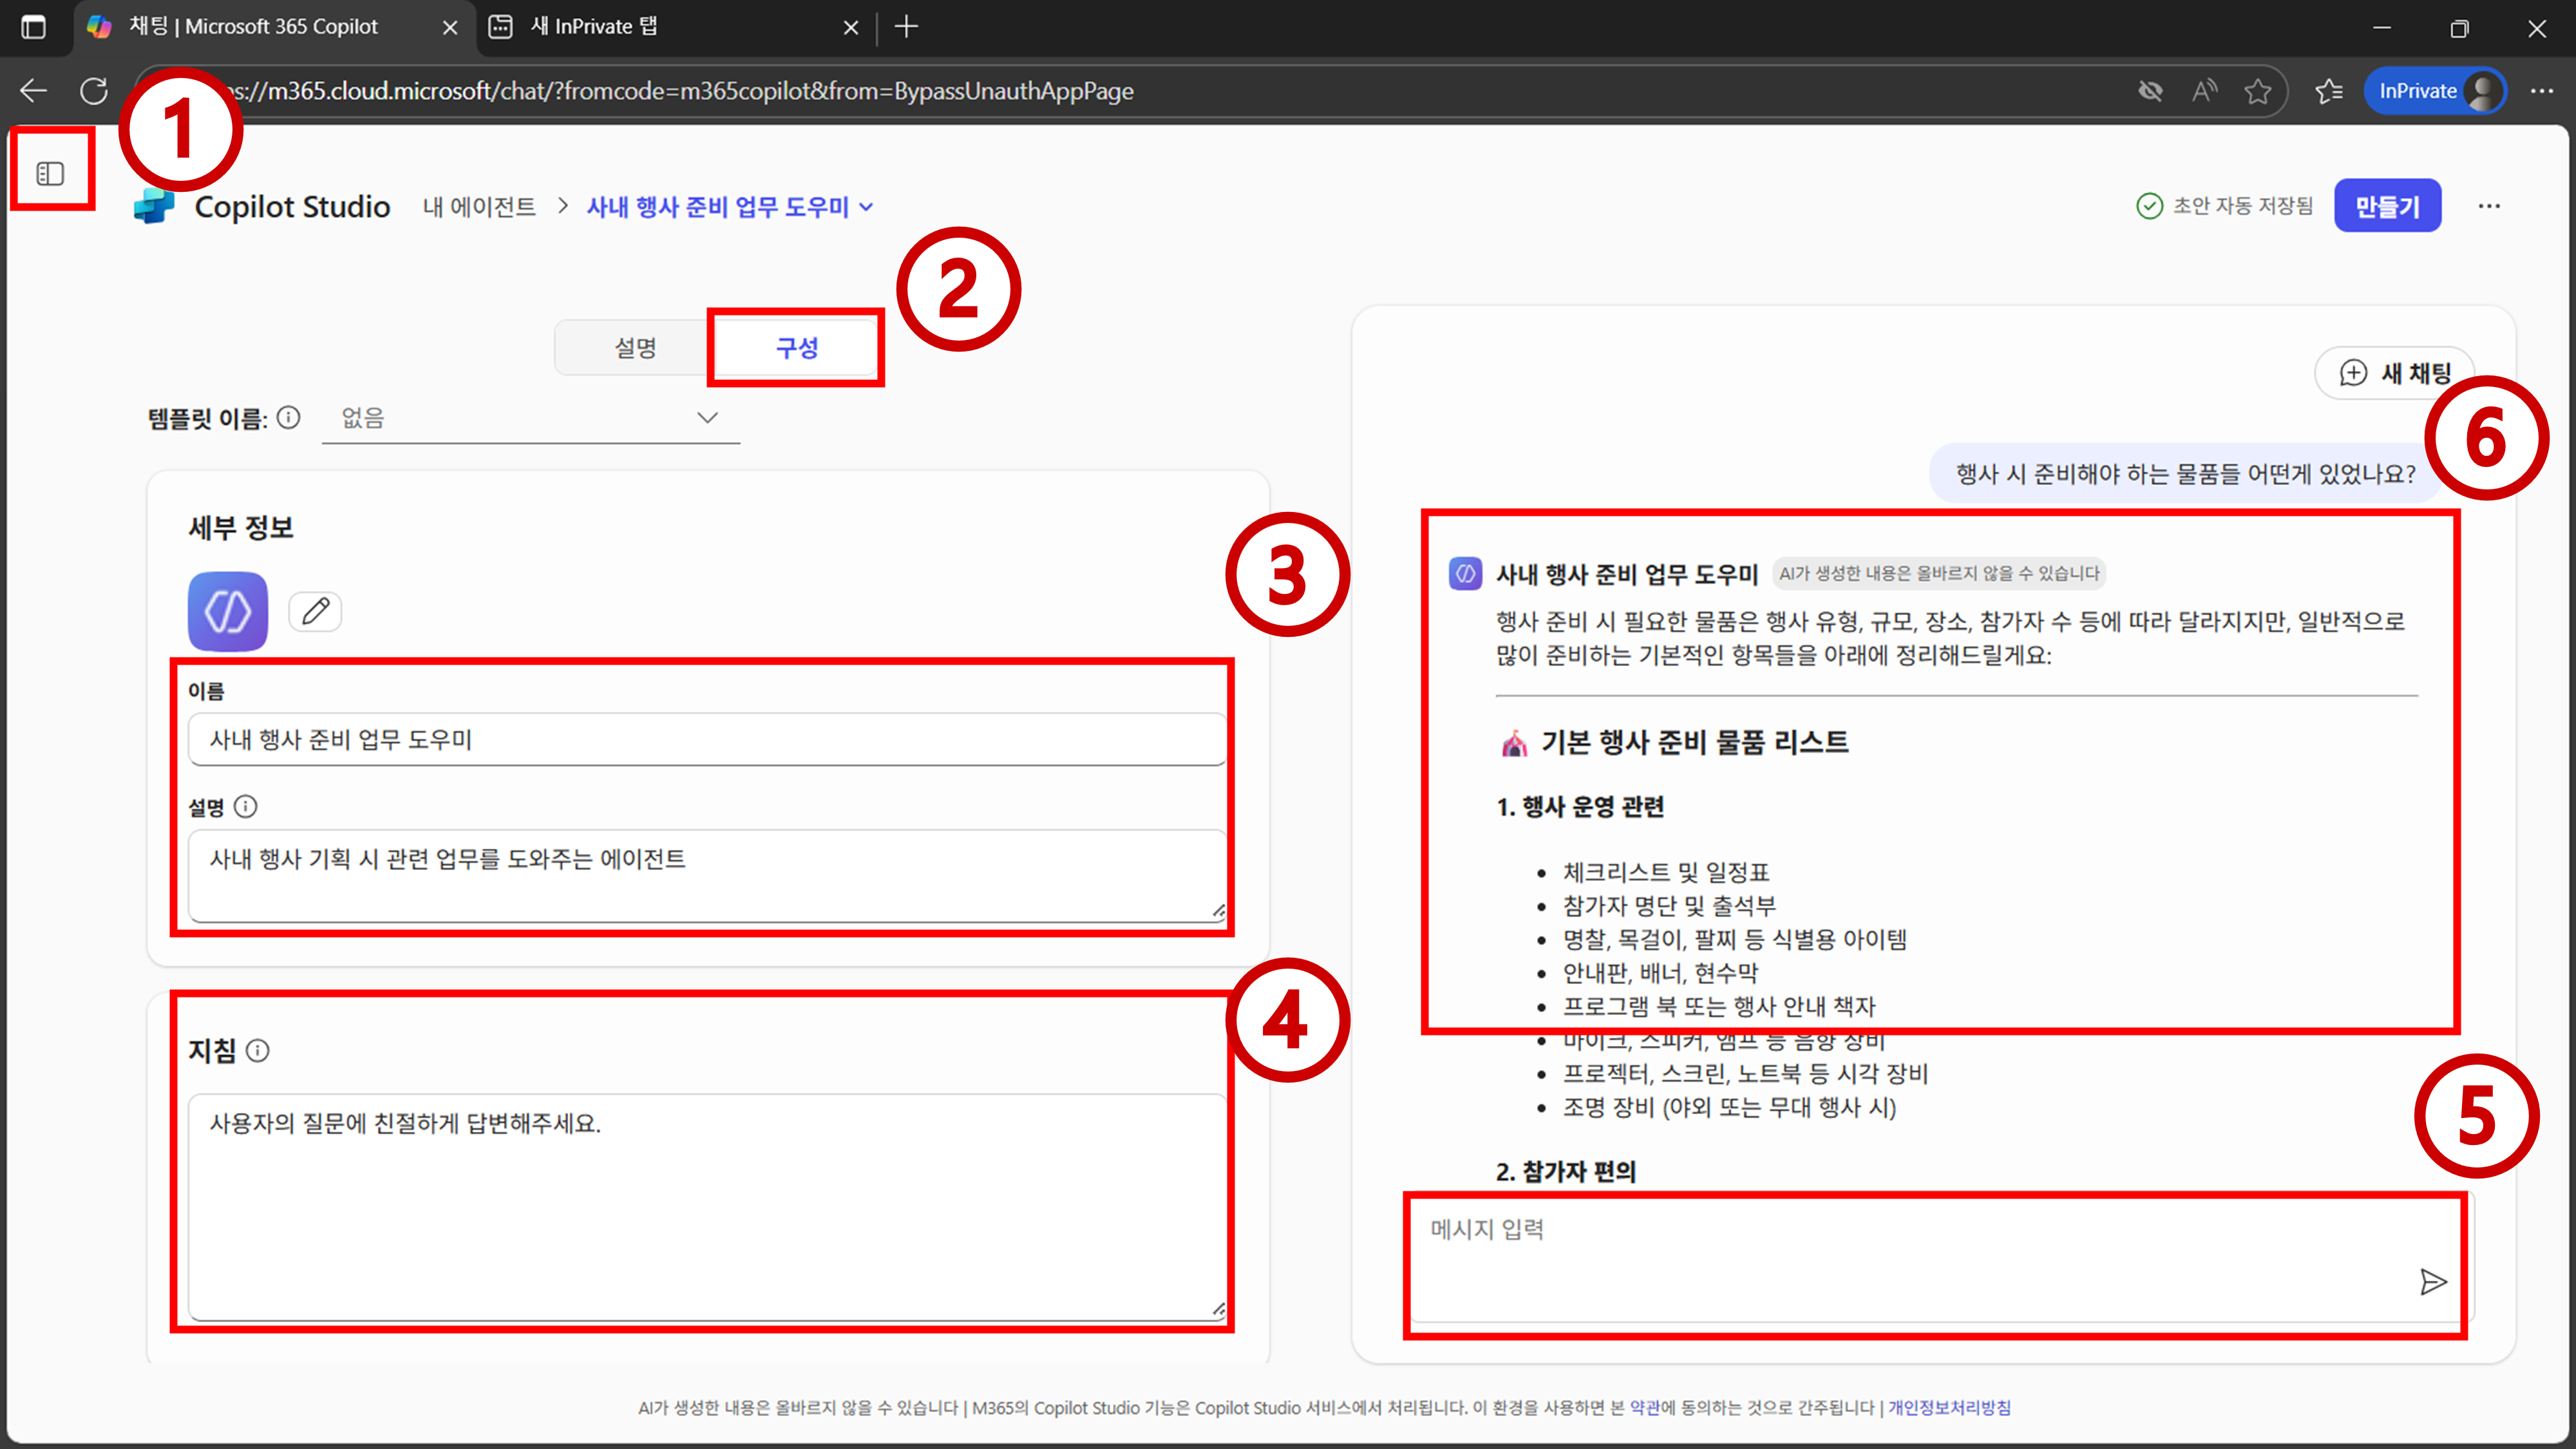 채팅 | Microsoft 365 Copilot
새 InPrivate 탭
ps://m365.cloud.microsoft/chat/?fromcode=m365copilot&from=BypassUnauthAppPage
InPrivate
1
Copilot Studio
내 에이전트 > 사내 행사 준비 업무 도우미
초안 자동 저장됨
만들기
2
설명
구성
템플릿 이름:
없음
세부 정보
3
이름
사내 행사 준비 업무 도우미
설명
사내 행사 기획 시 관련 업무를 도와주는 에이전트
4
지침
사용자의 질문에 친절하게 답변해주세요.
새 채팅
6
행사 시 준비해야 하는 물품들 어떤게 있었나요?
사내 행사 준비 업무 도우미
AI가 생성한 내용은 올바르지 않을 수 있습니다
행사 준비 시 필요한 물품은 행사 유형, 규모, 장소, 참가자 수 등에 따라 달라지지만, 일반적으로
많이 준비하는 기본적인 항목들을 아래에 정리해드릴게요:
기본 행사 준비 물품 리스트
1. 행사 운영 관련
• 체크리스트 및 일정표
• 참가자 명단 및 출석부
• 명찰, 목걸이, 팔찌 등 식별용 아이템
• 안내판, 배너, 현수막
• 프로그램 북 또는 행사 안내 책자
• 마이크, 스피커, 앰프 등 음향 장비
• 프로젝터, 스크린, 노트북 등 시각 장비
• 조명 장비 (야외 또는 무대 행사 시)
5
2. 참가자 편의
메시지 입력
AI가 생성한 내용은 올바르지 않을 수 있습니다 | M365의 Copilot Studio 기능은 Copilot Studio 서비스에서 처리됩니다. 이 환경을 사용하면 본 약관에 동의하는 것으로 간주됩니다 | 개인정보처리방침